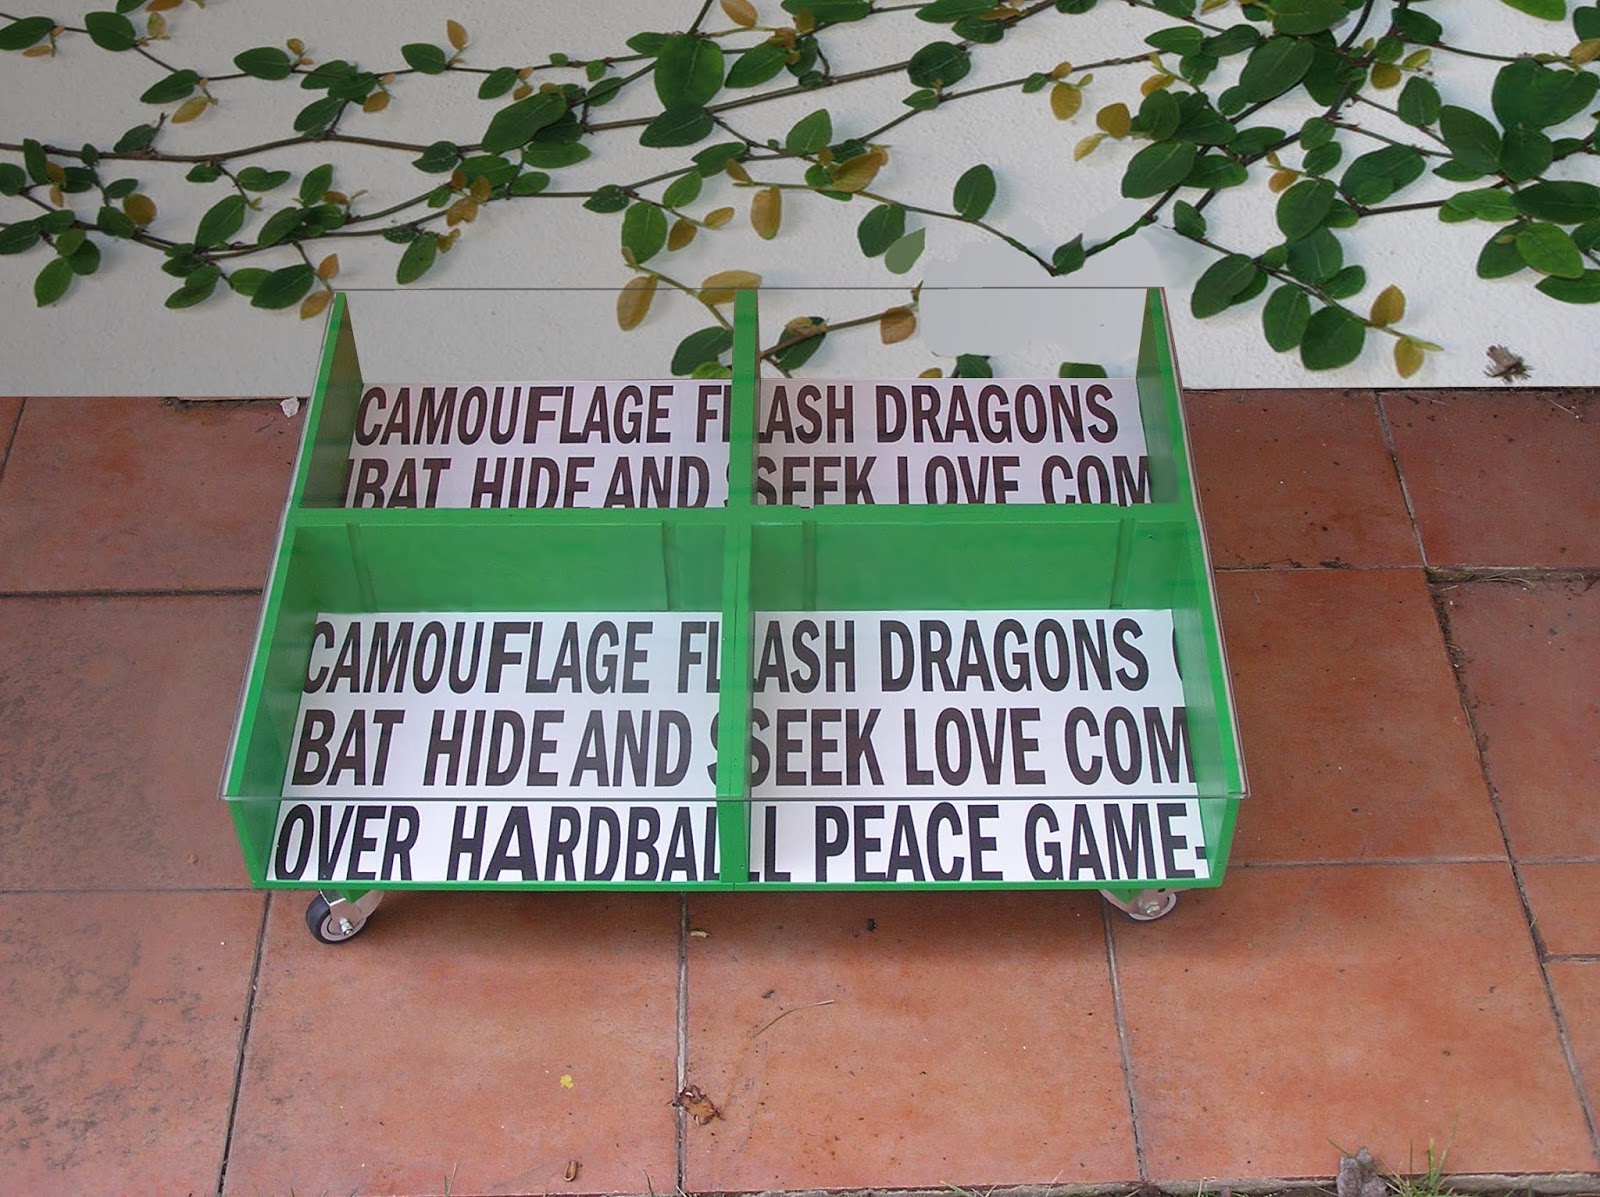 CAMOUFLAGE FLASH DRAGONS
BAT HIDE AND SEEK LOVE COM
CAMOUFLAGE FLASH DRAGONS
BAT HIDE AND SSEEK LOVE COM
OVER HARDBALL PEACE GAME-